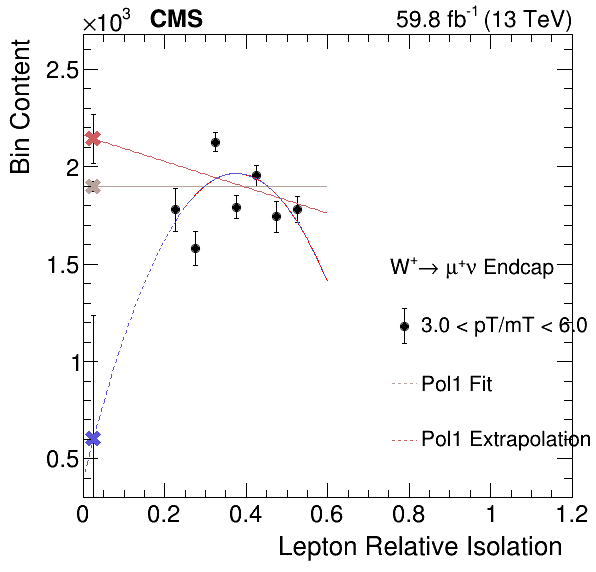 ×10³ CMS 59.8 fb⁻¹ (13 TeV)
Bin Content
2.5
2
1.5
1
0.5
W⁺→ μ⁺ν Endcap
3.0 < pT/mT < 6.0
Pol1 Fit
Pol1 Extrapolation
0 0.2 0.4 0.6 0.8 1 1.2
Lepton Relative Isolation